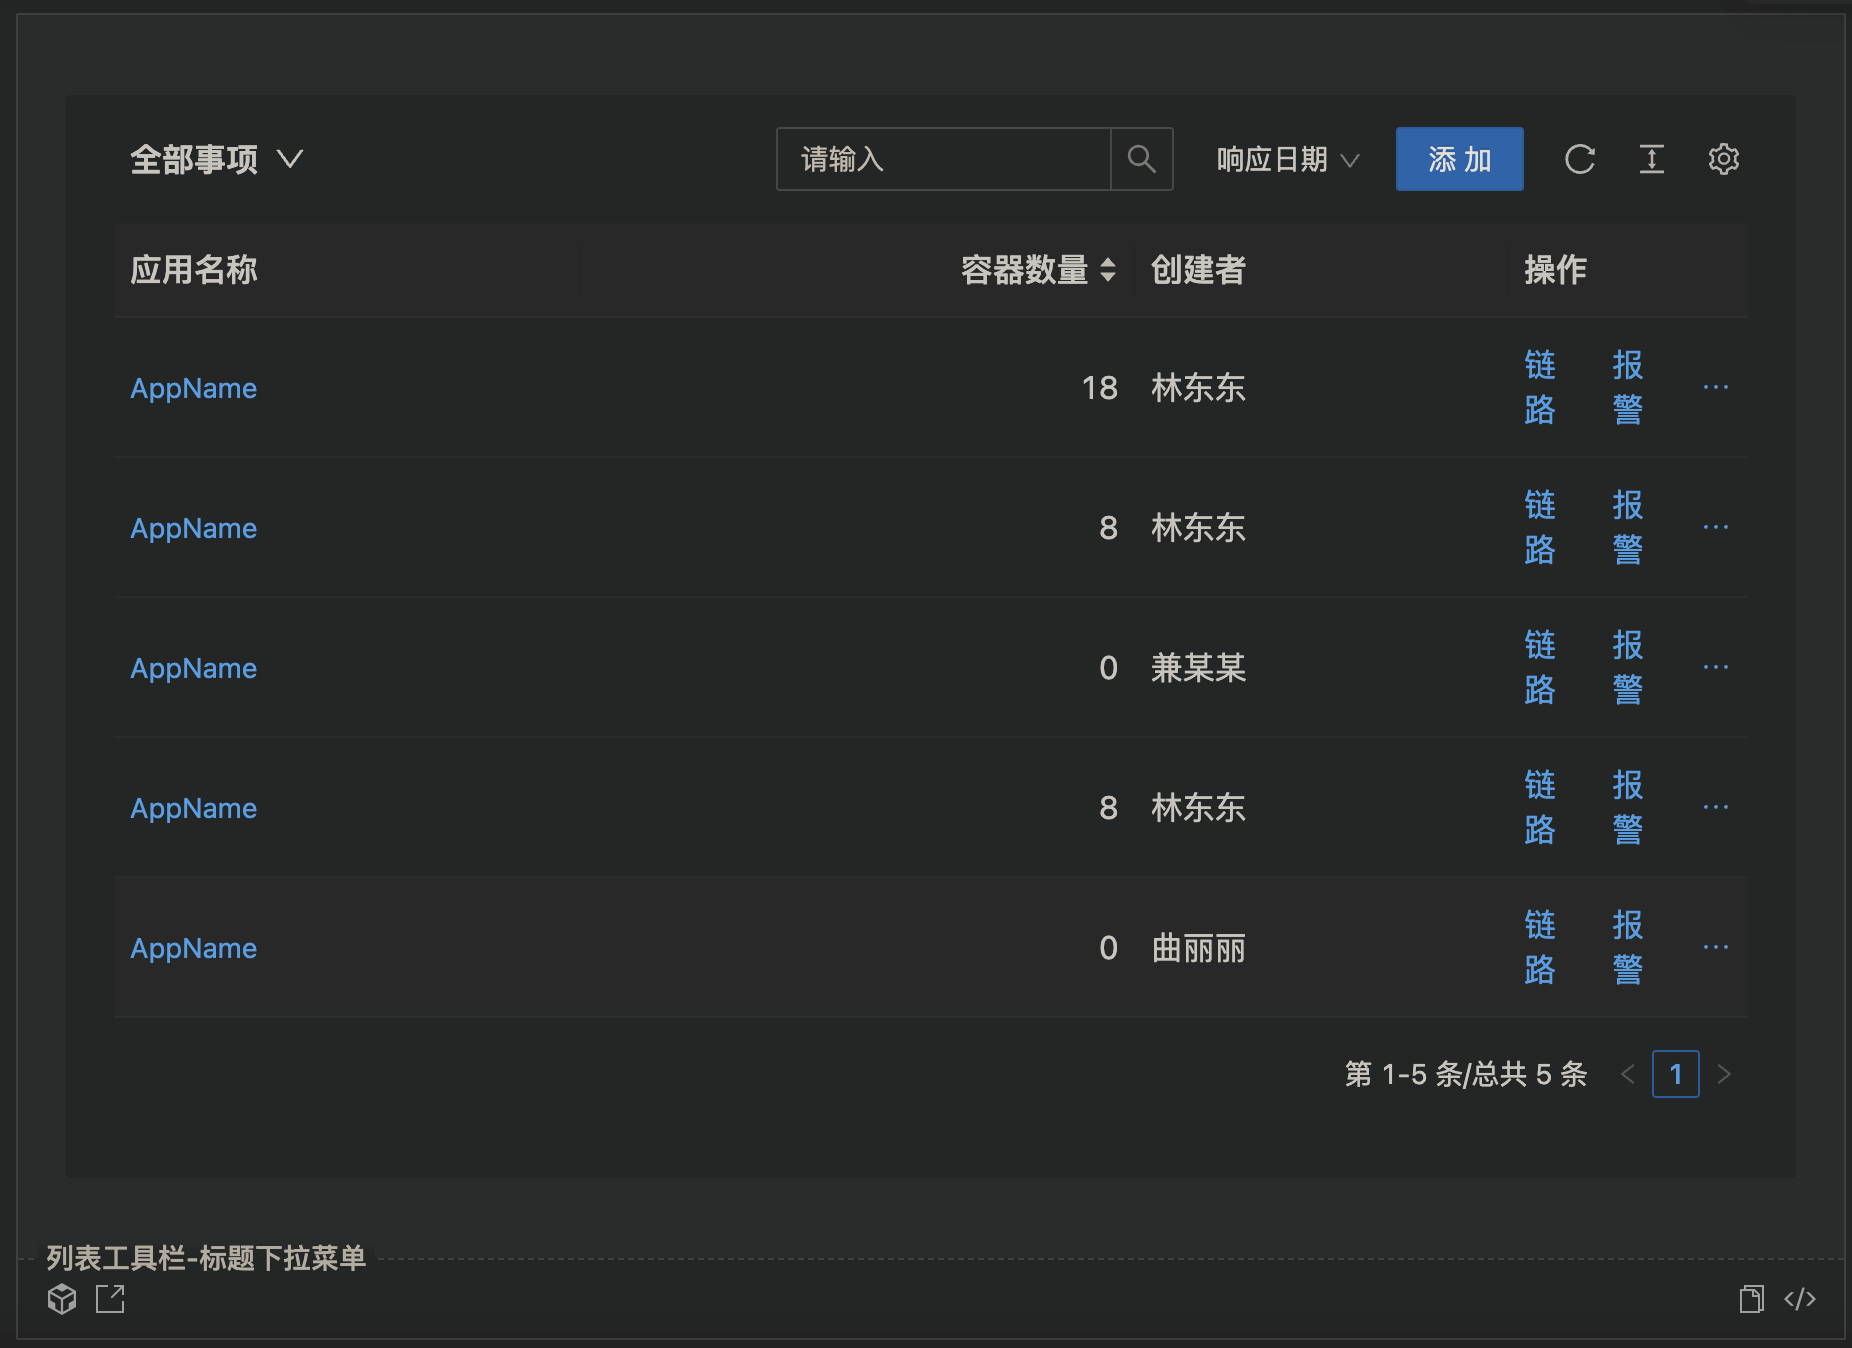 全部事项
请输入
响应日期
添 加
应用名称 容器数量 创建者 操作
AppName 18 林东东 链路 报警 ···
AppName 8 林东东 链路 报警 ···
AppName 0 兼某某 链路 报警 ···
AppName 8 林东东 链路 报警 ···
AppName 0 曲丽丽 链路 报警 ···
第 1-5 条/总共 5 条 < 1 >
列表工具栏-标题下拉菜单